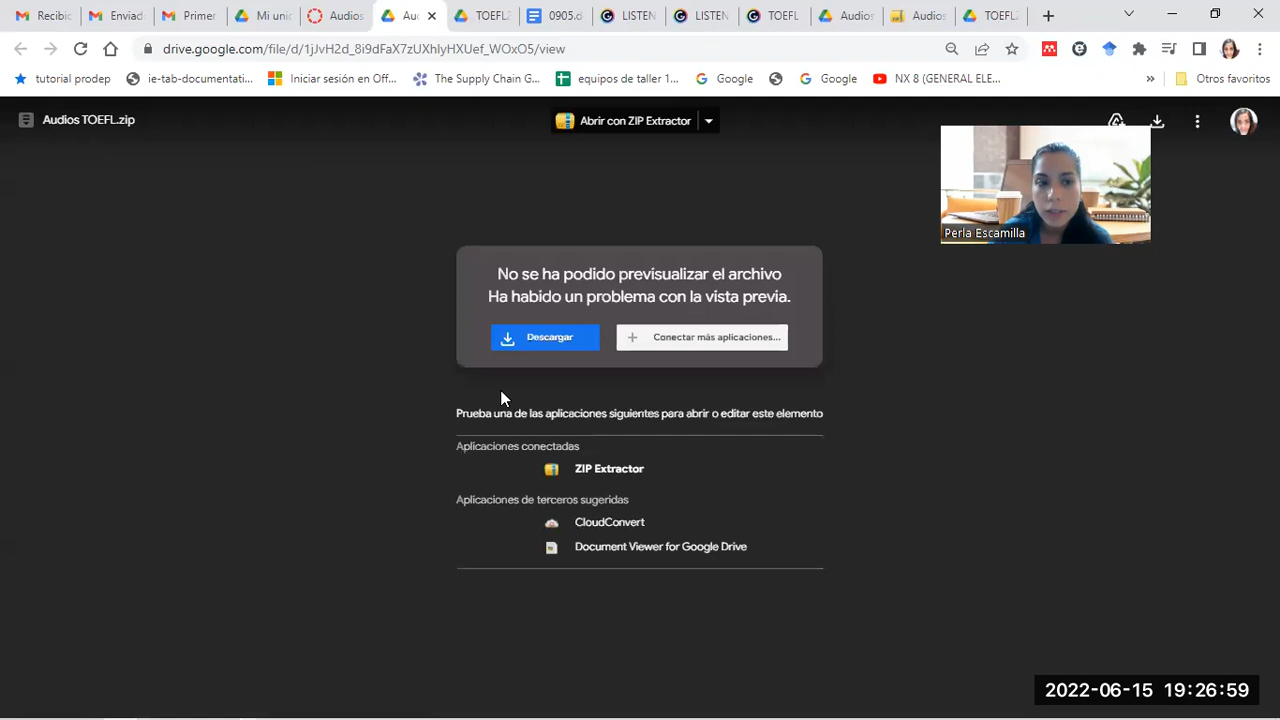 Recibic
Enviad
Primer
Mi unic
Audios
Au
TOEFL2
0905.d
LISTEN
LISTEN
TOEFL
Audios
Audios
TOEFL2
drive.google.com/file/d/1jJvH2d_8i9dFaX7zUXhIyHXUef_WOxO5/view
tutorial prodep
ie-tab-documentati...
Iniciar sesión en Off...
The Supply Chain G...
equipos de taller 1...
Google
Google
NX 8 (GENERAL ELE...
»
Otros favoritos
Audios TOEFL.zip
Abrir con ZIP Extractor
Perla Escamilla
No se ha podido previsualizar el archivo
Ha habido un problema con la vista previa.
Descargar
Conectar más aplicaciones...
Prueba una de las aplicaciones siguientes para abrir o editar este elemento
Aplicaciones conectadas
ZIP Extractor
Aplicaciones de terceros sugeridas
CloudConvert
Document Viewer for Google Drive
2022-06-15 19:26:59